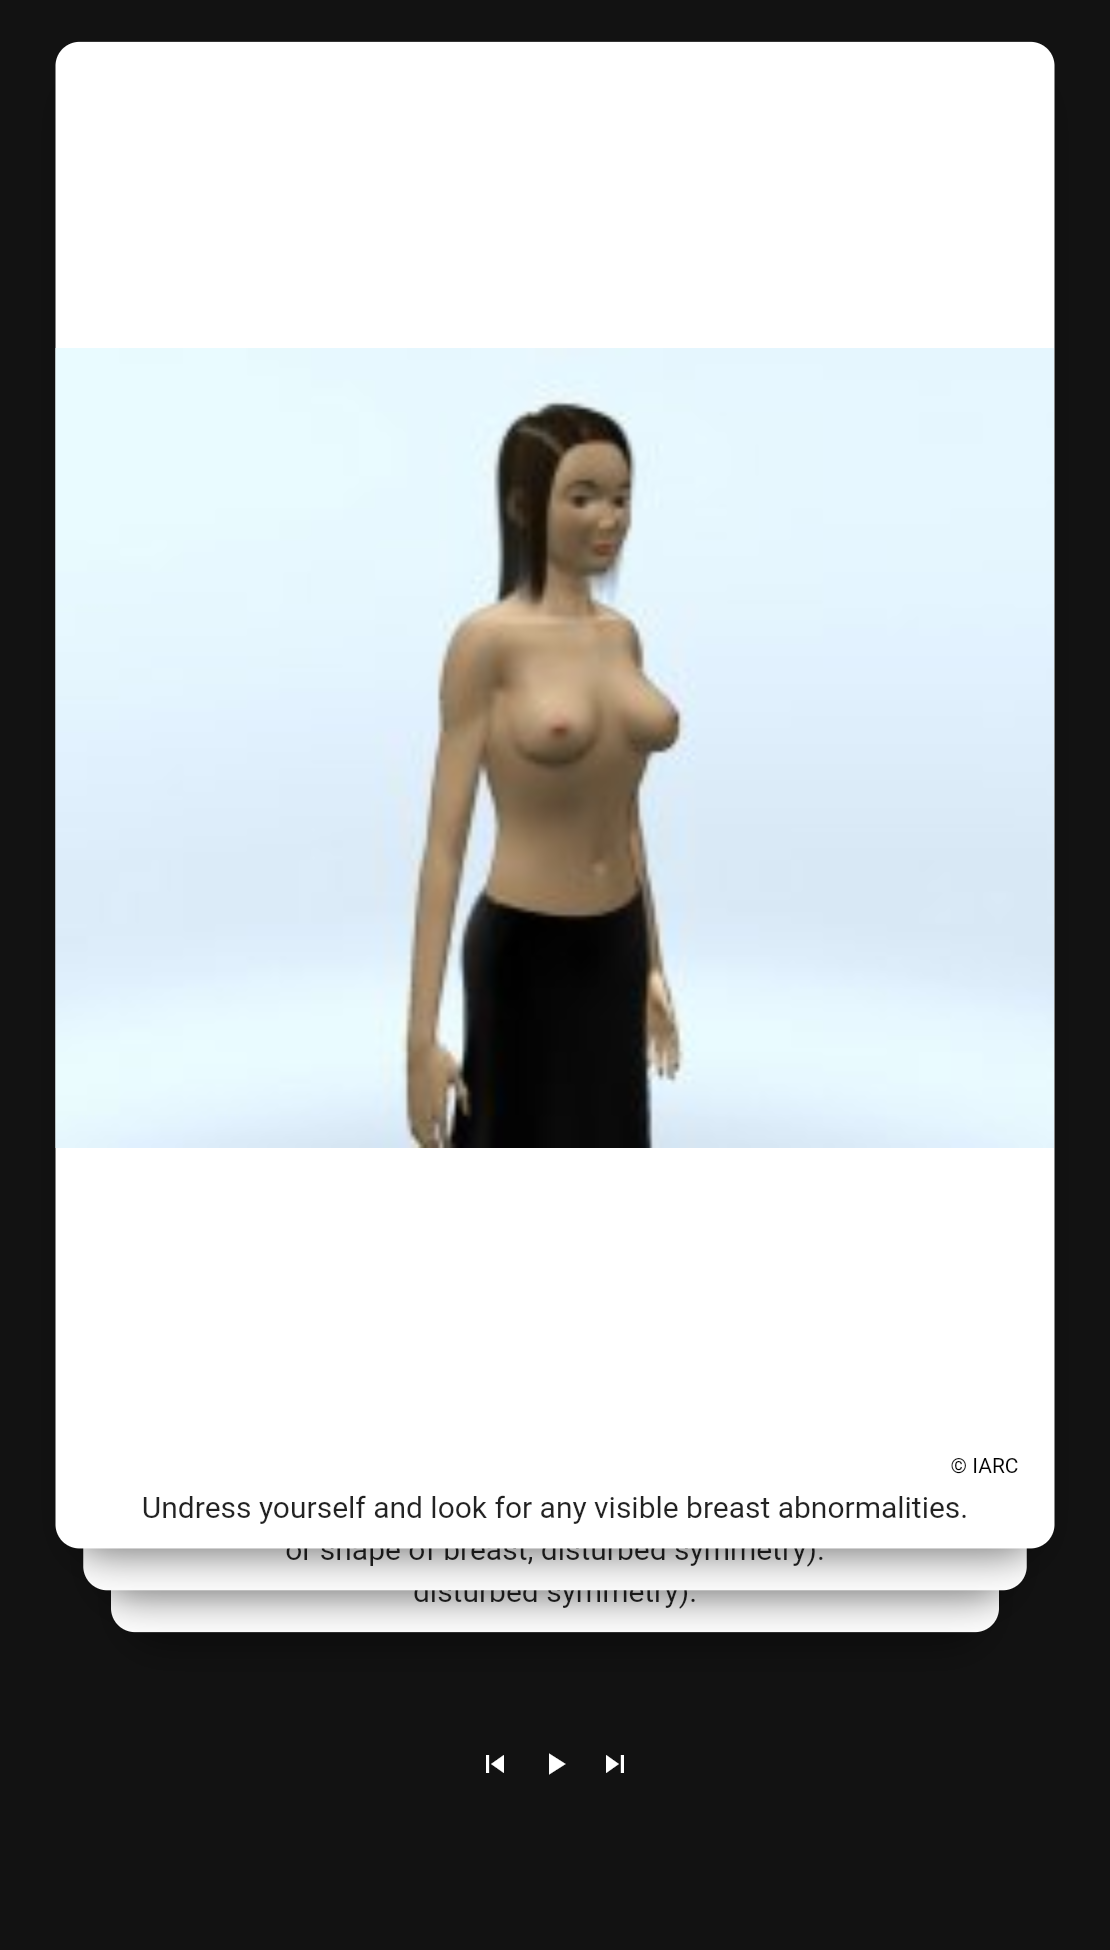 © IARC
Undress yourself and look for any visible breast abnormalities.
or shape of breast, disturbed symmetry).
disturbed symmetry).